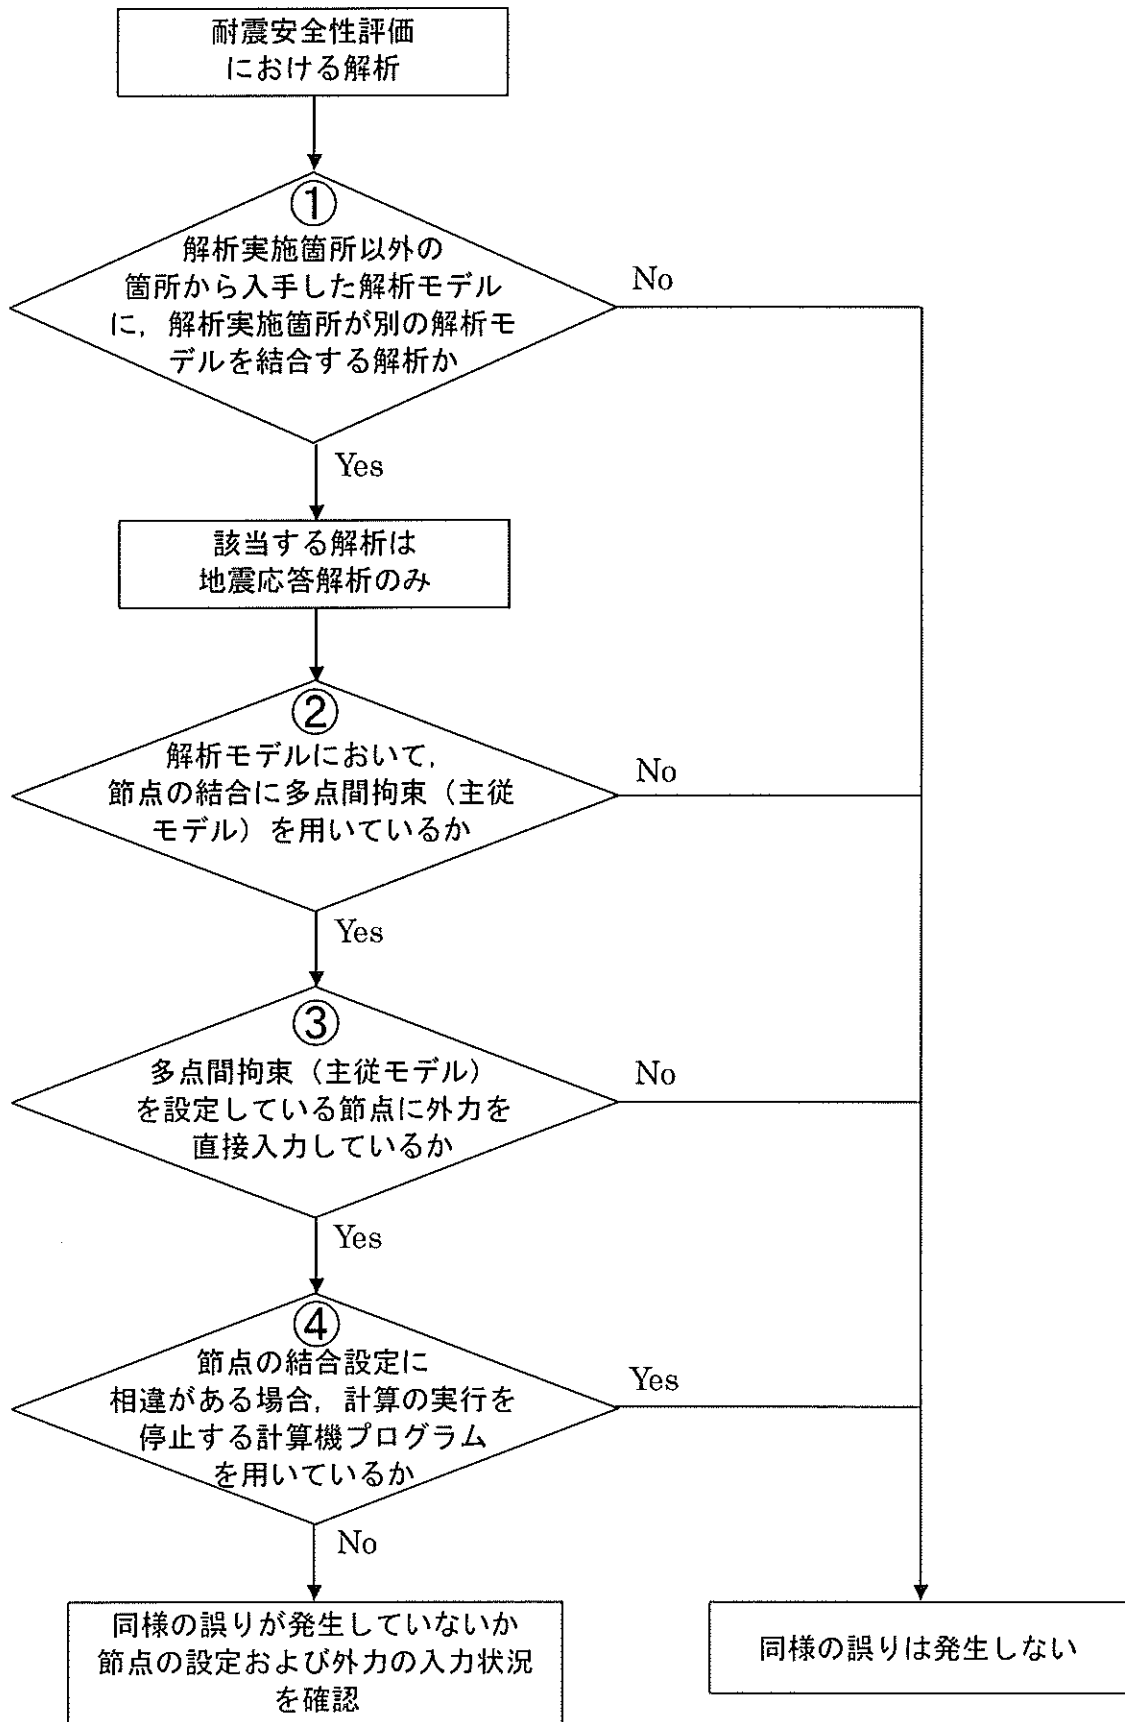 耐震安全性評価
における解析
①
解析実施箇所以外の
箇所から入手した解析モデル
に，解析実施箇所が別の解析モ
デルを結合する解析か
No
Yes
該当する解析は
地震応答解析のみ
②
解析モデルにおいて，
節点の結合に多点間拘束（主従
モデル）を用いているか
No
Yes
③
多点間拘束（主従モデル）
を設定している節点に外力を
直接入力しているか
No
Yes
④
節点の結合設定に
相違がある場合，計算の実行を
停止する計算機プログラム
を用いているか
Yes
No
同様の誤りが発生していないか
節点の設定および外力の入力状況
を確認
同様の誤りは発生しない